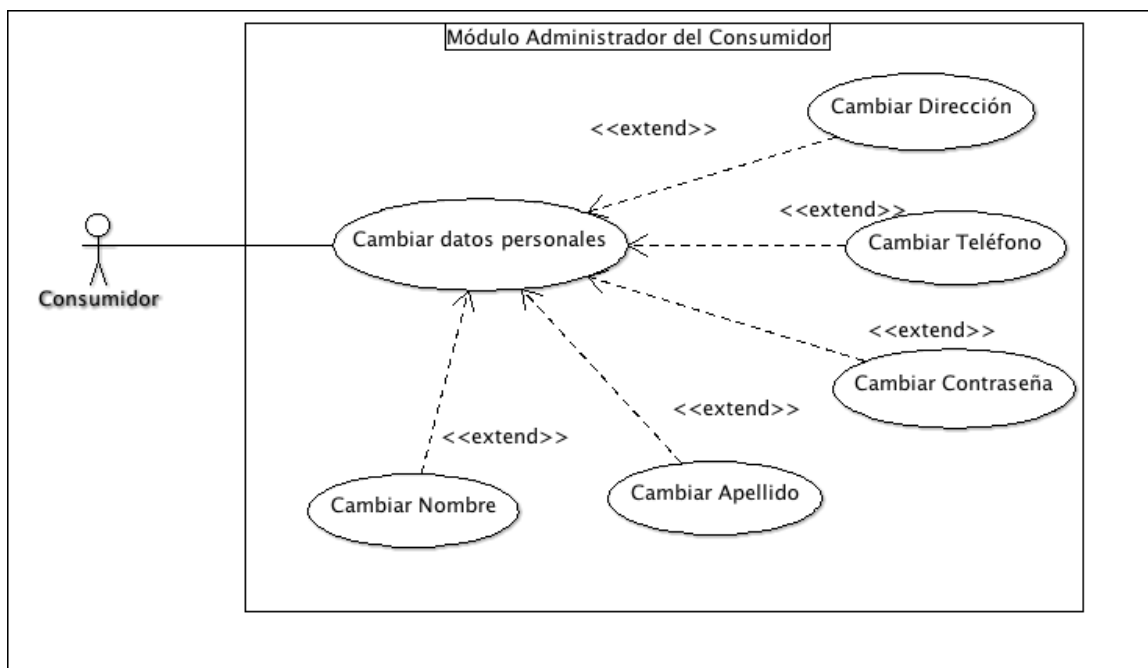 Módulo Administrador del Consumidor
Cambiar Dirección
<<extend>>
<<extend>>
Cambiar datos personales
Cambiar Teléfono
Consumidor
<<extend>>
Cambiar Contraseña
<<extend>>
<<extend>>
Cambiar Apellido
Cambiar Nombre